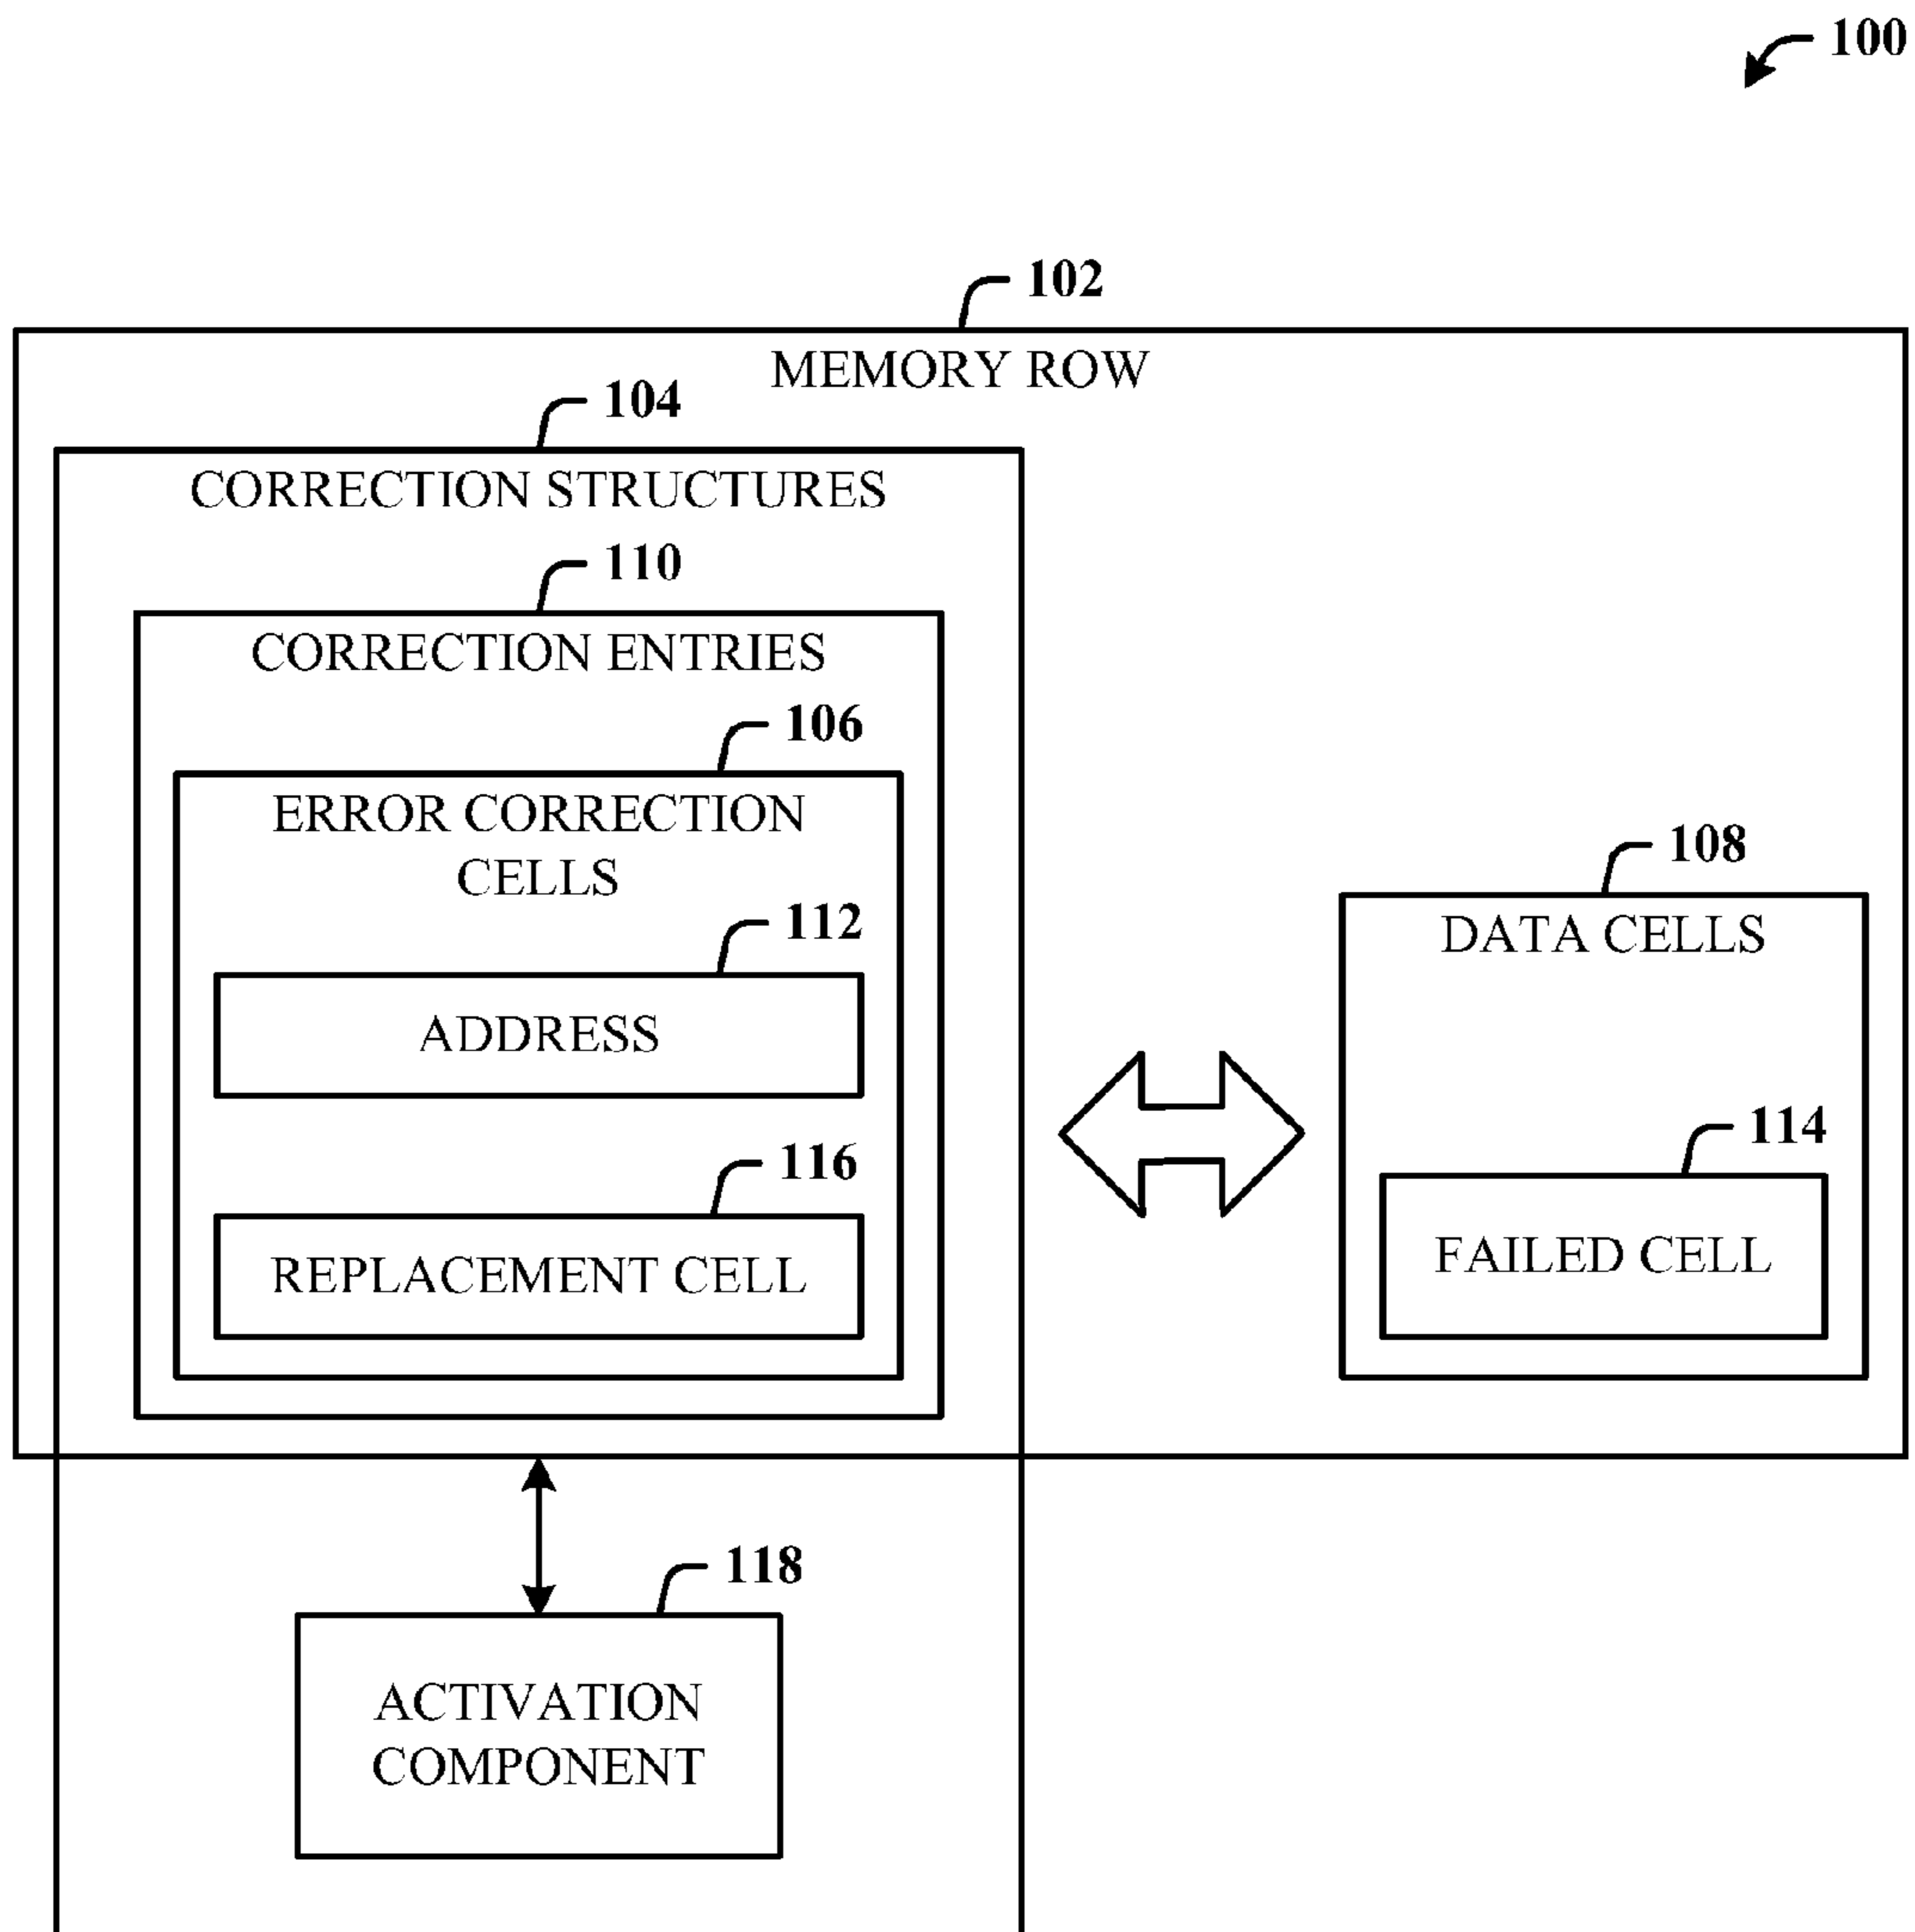 100
102
MEMORY ROW
104
CORRECTION STRUCTURES
110
CORRECTION ENTRIES
106
ERROR CORRECTION
CELLS
112
ADDRESS
116
REPLACEMENT CELL
108
DATA CELLS
114
FAILED CELL
118
ACTIVATION
COMPONENT